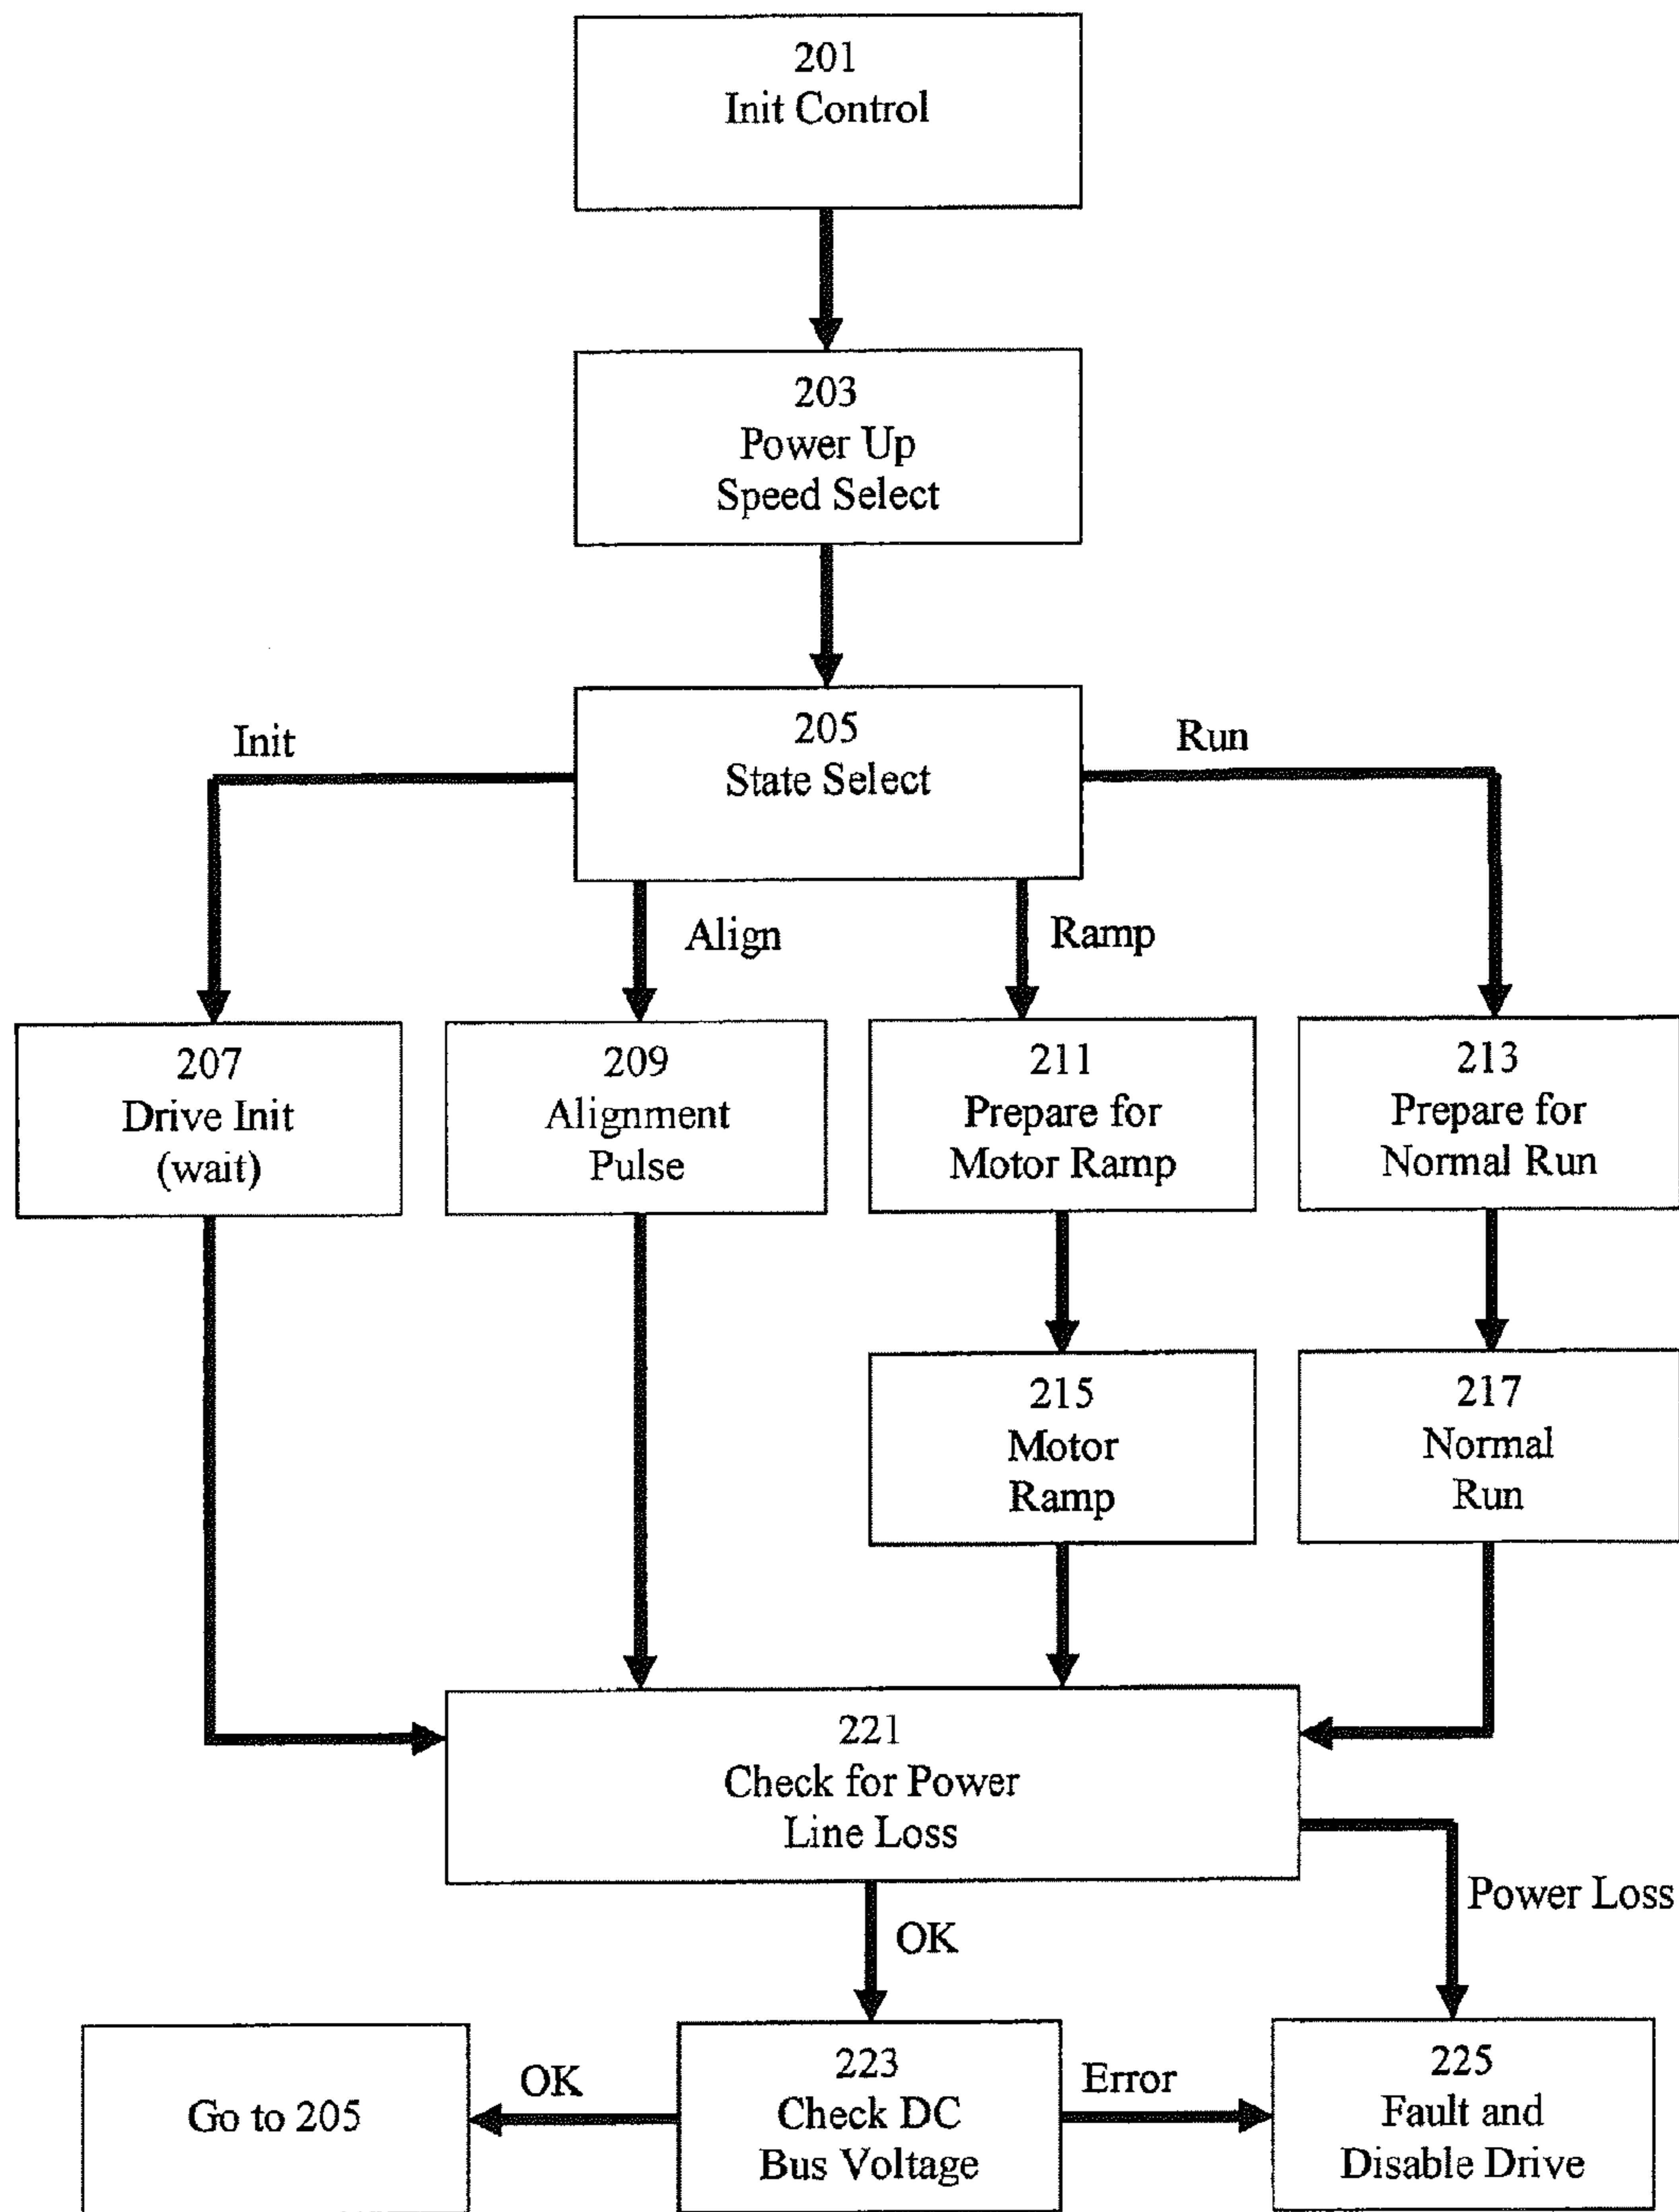 201
Init Control
203
Power Up
Speed Select
205
State Select
Init
Run
Align
Ramp
207
Drive Init
(wait)
209
Alignment
Pulse
211
Prepare for
Motor Ramp
213
Prepare for
Normal Run
215
Motor
Ramp
217
Normal
Run
221
Check for Power
Line Loss
Power Loss
OK
Go to 205
OK
223
Check DC
Bus Voltage
Error
225
Fault and
Disable Drive